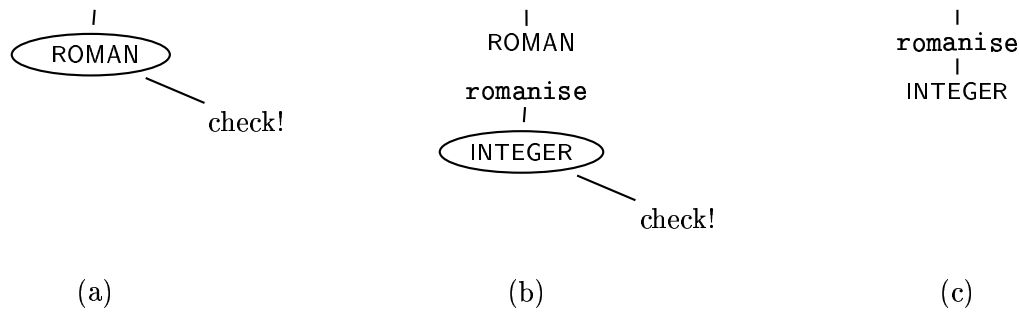 ROMAN
check!
(a)
ROMAN
romanise
INTEGER
check!
(b)
romanise
INTEGER
(c)